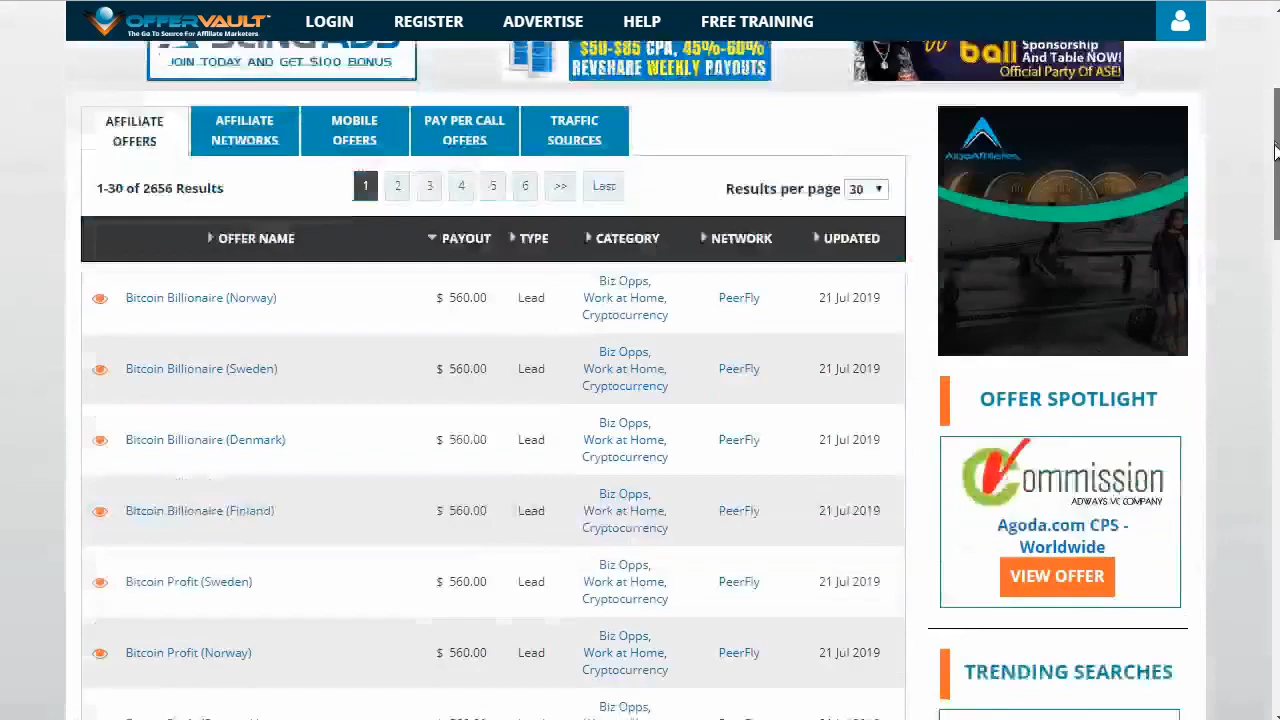 OFFERVAULT
The Go To Source For Affiliate Marketers
LOGIN
REGISTER
ADVERTISE
HELP
FREE TRAINING
JOIN TODAY AND GET $100 BONUS
$50-$85 CPA, 45%-60%
REVSHARE WEEKLY PAYOUTS
ball
Sponsorship
And Table NOW!
Official Party Of ASE!
AFFILIATE
OFFERS
AFFILIATE
NETWORKS
MOBILE
OFFERS
PAY PER CALL
OFFERS
TRAFFIC
SOURCES
1-30 of 2656 Results
1 2 3 4 5 6 >> Last
Results per page 30
OFFER NAME PAYOUT TYPE CATEGORY NETWORK UPDATED
Biz Opps,
Bitcoin Billionaire (Norway) $ 560.00 Lead Work at Home, PeerFly 21 Jul 2019
Cryptocurrency
Biz Opps,
Bitcoin Billionaire (Sweden) $ 560.00 Lead Work at Home, PeerFly 21 Jul 2019
Cryptocurrency
Biz Opps,
Bitcoin Billionaire (Denmark) $ 560.00 Lead Work at Home, PeerFly 21 Jul 2019
Cryptocurrency
Biz Opps,
Bitcoin Billionaire (Finland) $ 560.00 Lead Work at Home, PeerFly 21 Jul 2019
Cryptocurrency
Biz Opps,
Bitcoin Profit (Sweden) $ 560.00 Lead Work at Home, PeerFly 21 Jul 2019
Cryptocurrency
Biz Opps,
Bitcoin Profit (Norway) $ 560.00 Lead Work at Home, PeerFly 21 Jul 2019
Cryptocurrency
Biz Opps,
AlgoAffiliates
OFFER SPOTLIGHT
Commission
ADWAYS VC COMPANY
Agoda.com CPS -
Worldwide
VIEW OFFER
TRENDING SEARCHES